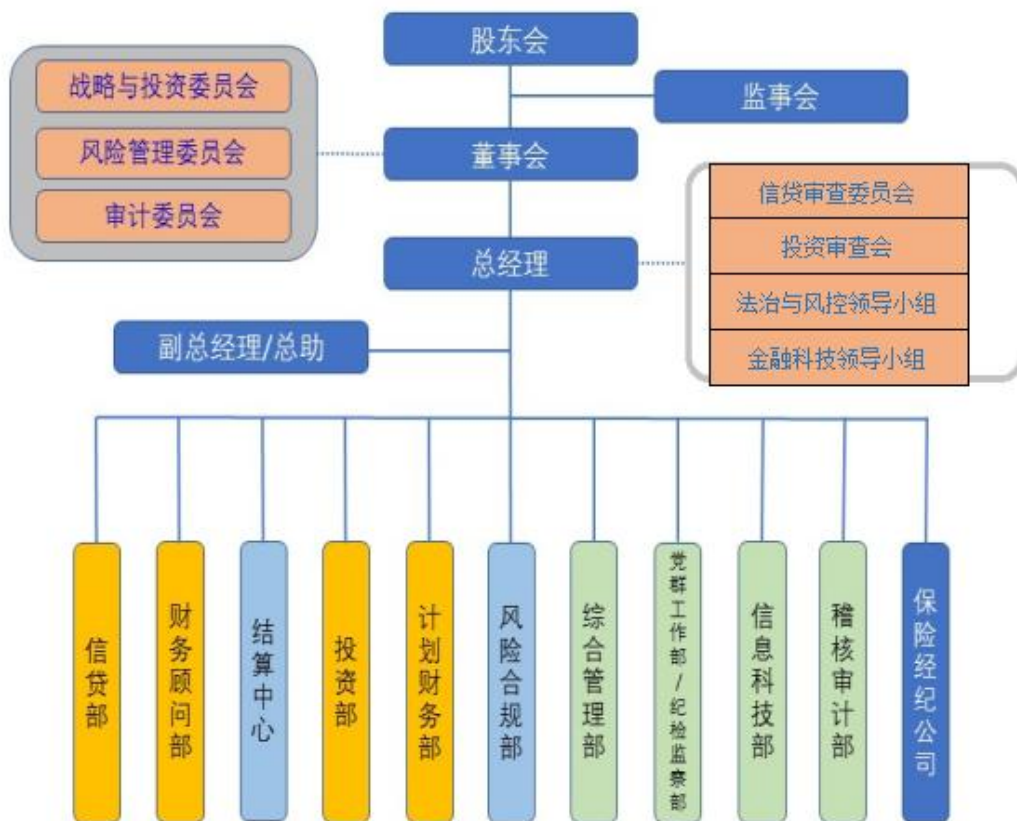 股东会
战略与投资委员会
监事会
风险管理委员会
董事会
审计委员会
信贷审查委员会
总经理
投资审查会
法治与风控领导小组
副总经理/总助
金融科技领导小组
信贷部
财务顾问部
结算中心
投资部
计划财务部
风险合规部
综合管理部
党群工作部/纪检监察部
信息科技部
稽核审计部
保险经纪公司